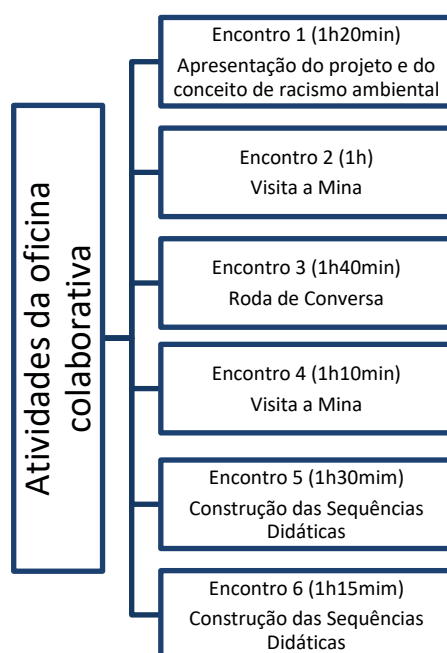 Atividades da oficina
colaborativa
Encontro 1 (1h20min)
Apresentação do projeto e do
conceito de racismo ambiental
Encontro 2 (1h)
Visita a Mina
Encontro 3 (1h40min)
Roda de Conversa
Encontro 4 (1h10min)
Visita a Mina
Encontro 5 (1h30mim)
Construção das Sequências
Didáticas
Encontro 6 (1h15mim)
Construção das Sequências
Didáticas